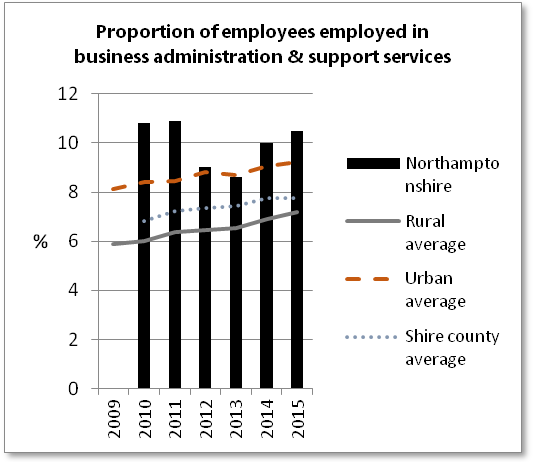 Proportion of employees employed in
business administration & support services
12
10
8
6
4
2
0
%
2009
2010
2011
2012
2013
2014
2015
Northampto
nshire
Rural
average
Urban
average
Shire county
average